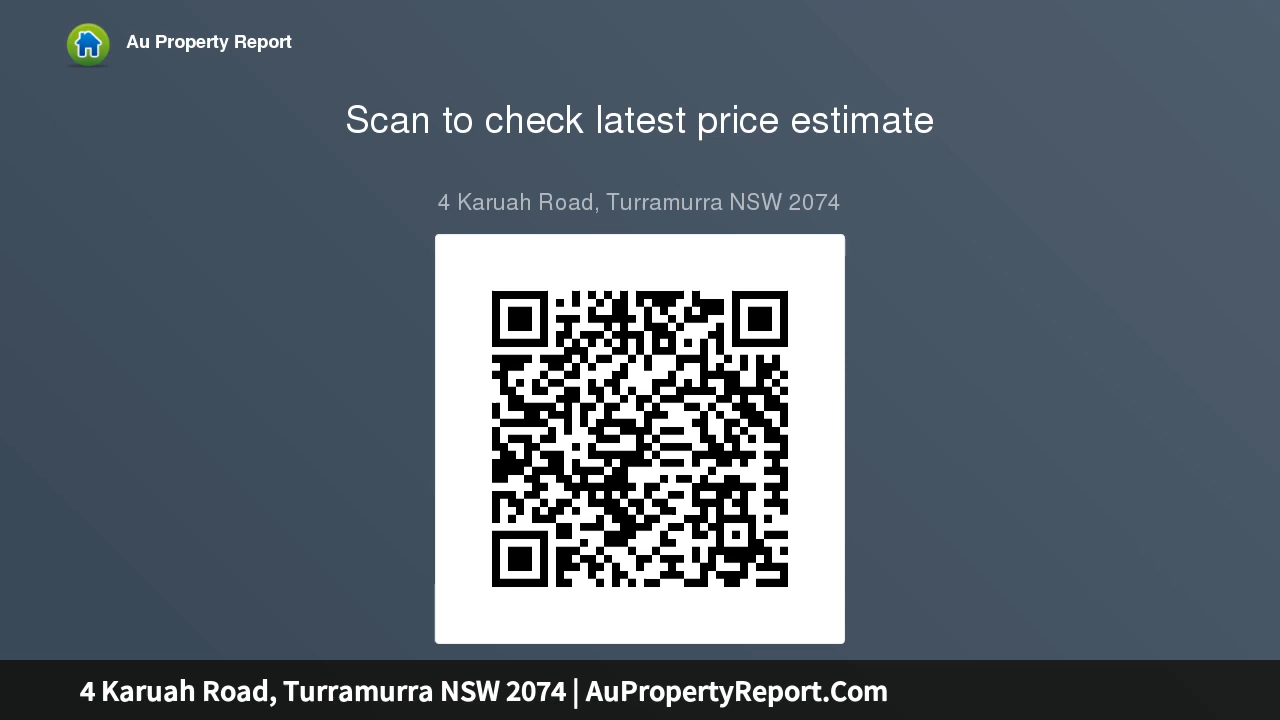 Au Property Report
Scan to check latest price estimate
4 Karuah Road, Turramurra NSW 2074
4 Karuah Road, Turramurra NSW 2074 | AuPropertyReport.Com